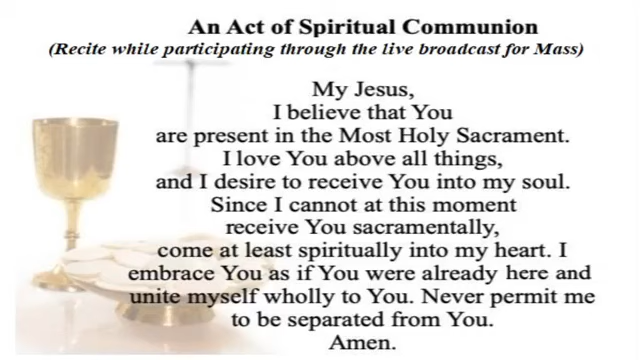 An Act of Spiritual Communion
(Recite while participating through the live broadcast for Mass)
My Jesus,
I believe that You
are present in the Most Holy Sacrament.
I love You above all things,
and I desire to receive You into my soul.
Since I cannot at this moment
receive You sacramentally,
come at least spiritually into my heart. I
embrace You as if You were already here and
unite myself wholly to You. Never permit me
to be separated from You.
Amen.